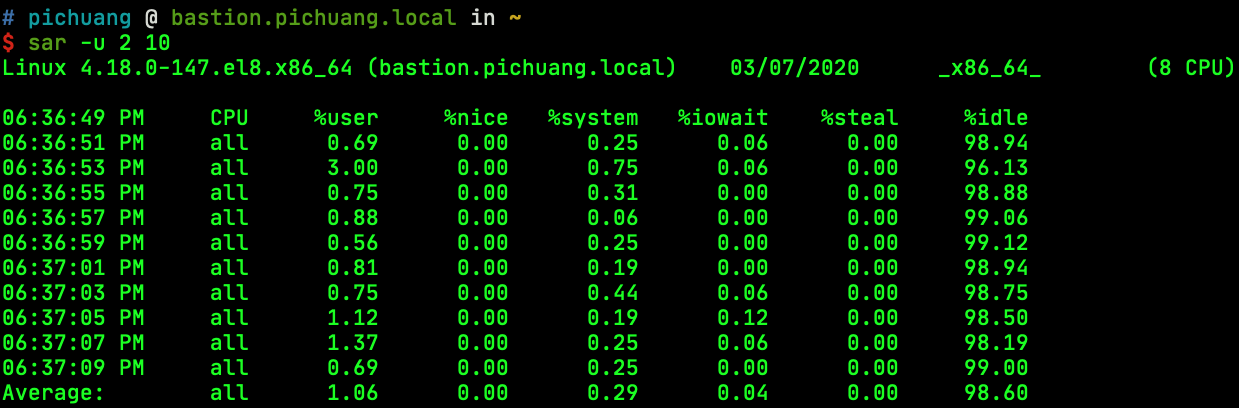 # pichuang @ bastion.pichuang.local in ~
$ sar -u 2 10
Linux 4.18.0-147.el8.x86_64 (bastion.pichuang.local)    03/07/2020      _x86_64_        (8 CPU)

06:36:49 PM     CPU     %user     %nice   %system   %iowait    %steal     %idle
06:36:51 PM     all      0.69      0.00      0.25      0.06      0.00     98.94
06:36:53 PM     all      3.00      0.00      0.75      0.06      0.00     96.13
06:36:55 PM     all      0.75      0.00      0.31      0.00      0.00     98.88
06:36:57 PM     all      0.88      0.00      0.06      0.00      0.00     99.06
06:36:59 PM     all      0.56      0.00      0.25      0.00      0.00     99.12
06:37:01 PM     all      0.81      0.00      0.19      0.00      0.00     98.94
06:37:03 PM     all      0.75      0.00      0.44      0.06      0.00     98.75
06:37:05 PM     all      1.12      0.00      0.19      0.12      0.00     98.50
06:37:07 PM     all      1.37      0.00      0.25      0.06      0.00     98.19
06:37:09 PM     all      0.69      0.00      0.25      0.00      0.00     99.00
Average:        all      1.06      0.00      0.29      0.04      0.00     98.60